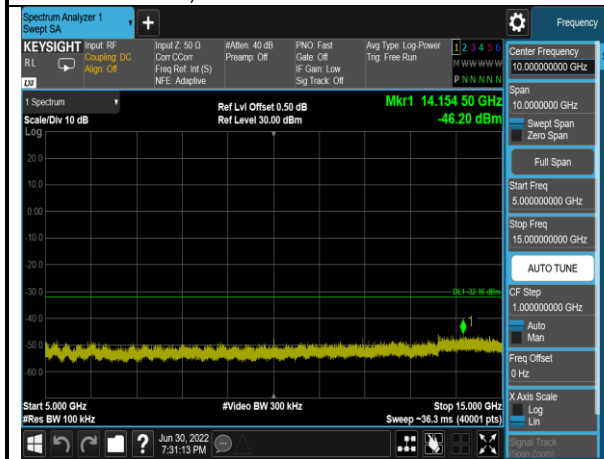 Spectrum Analyzer 1
Swept SA
+
Frequency
KEYSIGHT
RL
LXI
Input: RF
Coupling: DC
Align: Off
Input Z: 50 Ω
Corr CCorr
Freq Ref: Int (S)
NFE: Adaptive
#Atten: 40 dB
Preamp: Off
PNO: Fast
Gate: Off
IF Gain: Low
Sig Track: Off
Avg Type: Log-Power
Trig: Free Run
1 2 3 4 5 6
M W W W W W
P N N N N N
1 Spectrum
Scale/Div 10 dB
Log
Ref Lvl Offset 0.50 dB
Ref Level 30.00 dBm
Mkr1 14.154 50 GHz
-46.20 dBm
20.0
10.0
0.00
-10.0
-20.0
-30.0
-40.0
-50.0
-60.0
DL1 -32.16 dBm
1
Start 5.000 GHz
#Res BW 100 kHz
#Video BW 300 kHz
Stop 15.000 GHz
Sweep ~36.3 ms (40001 pts)
Center Frequency
10.000000000 GHz
Span
10.0000000 GHz
Swept Span
Zero Span
Full Span
Start Freq
5.000000000 GHz
Stop Freq
15.000000000 GHz
AUTO TUNE
CF Step
1.000000000 GHz
Auto
Man
Freq Offset
0 Hz
X Axis Scale
Log
Lin
Signal Track
(Span Zoom)
?
Jun 30, 2022
7:31:13 PM